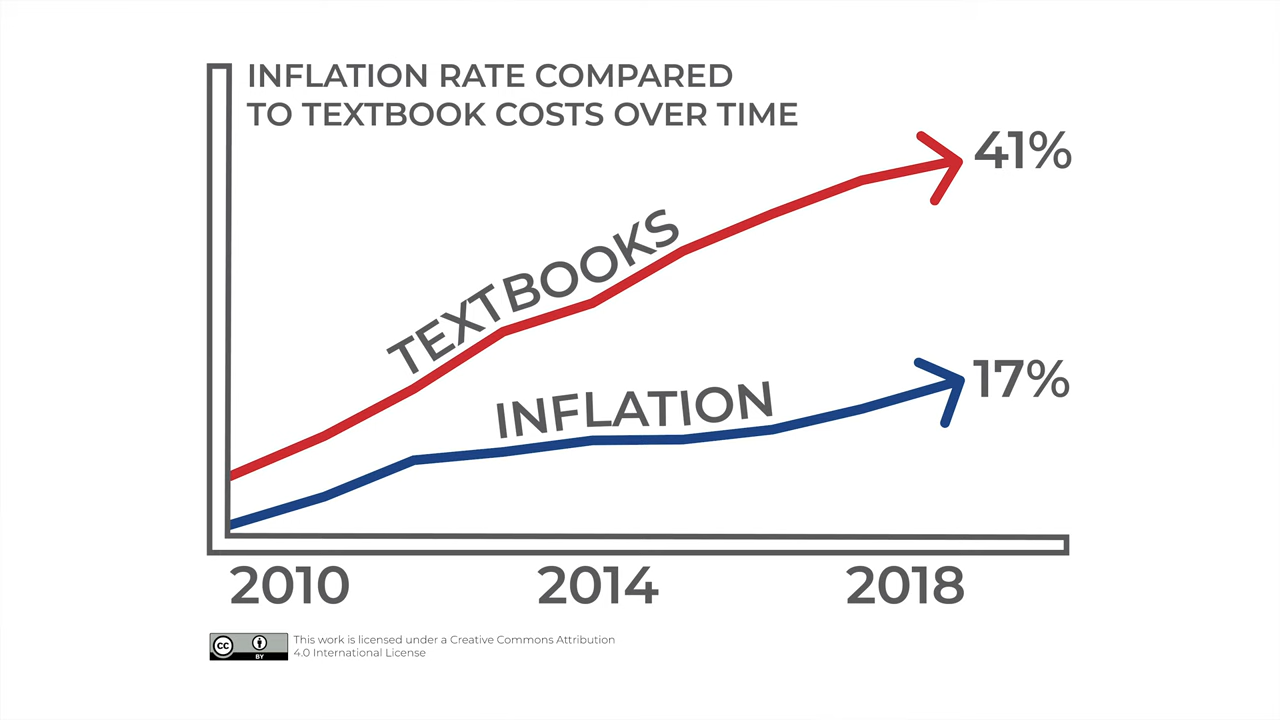 INFLATION RATE COMPARED
TO TEXTBOOK COSTS OVER TIME
41%
TEXTBOOKS
17%
INFLATION
2010 2014 2018
cc BY This work is licensed under a Creative Commons Attribution
4.0 International License